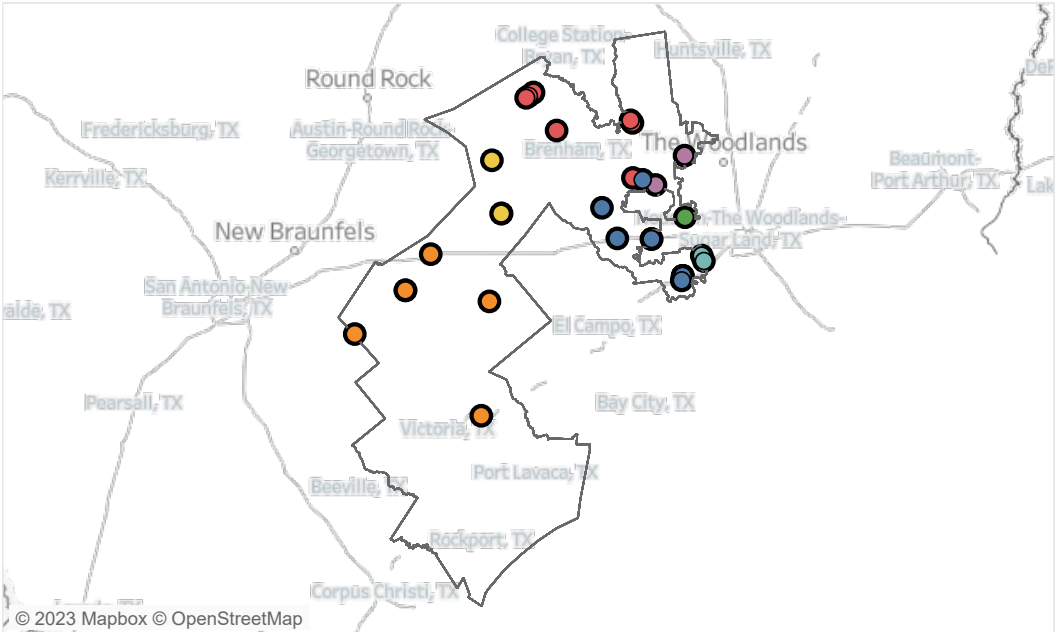 College Station-
Bryan, TX
Huntsville, TX
Round Rock
Fredericksburg, TX
Austin-Round Rock-
Georgetown, TX
Brenham, TX
The Woodlands
Beaumont-
Port Arthur, TX
Kerrville, TX
New Braunfels
-The Woodlands-
Sugar Land, TX
San Antonio-New
Braunfels, TX
El Campo, TX
Pearsall, TX
Bay City, TX
Victoria, TX
Port Lavaca, TX
Beeville, TX
Rockport, TX
Corpus Christi, TX
© 2023 Mapbox © OpenStreetMap